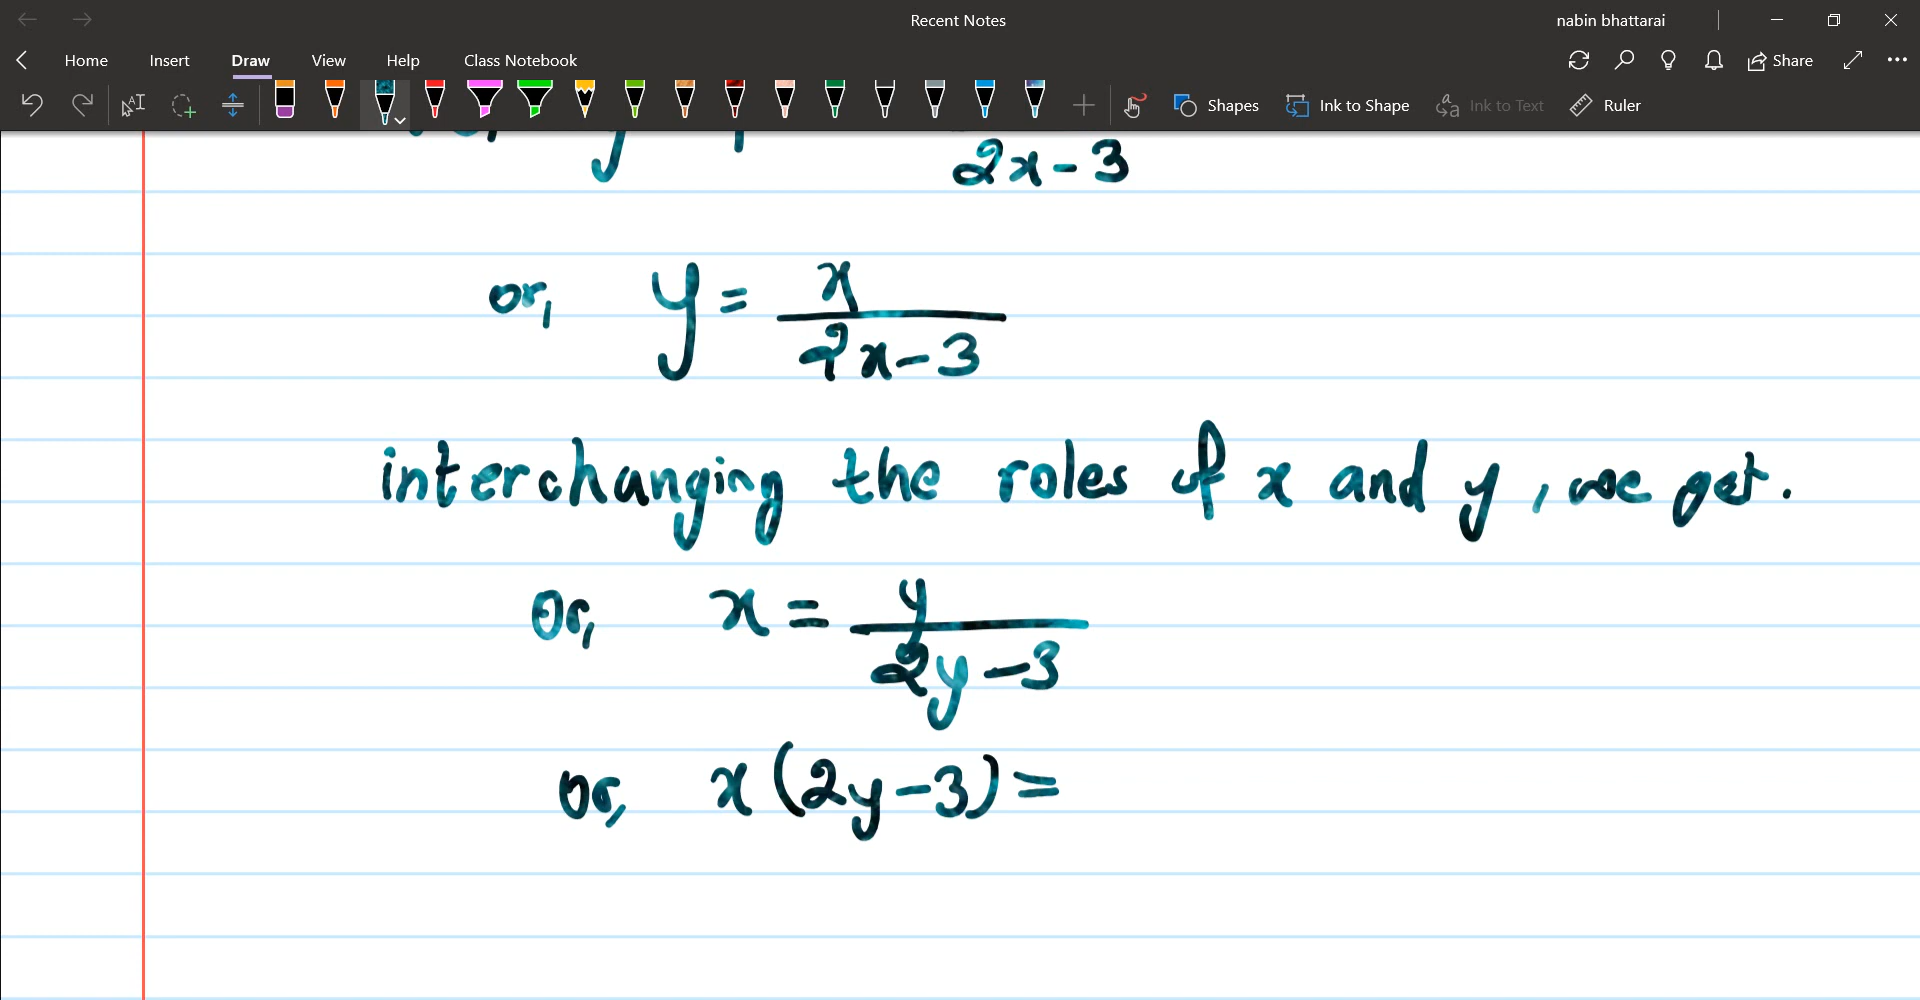 Recent Notes nabin bhattarai
Home Insert Draw View Help Class Notebook Share
Shapes Ink to Shape Ink to Text Ruler
2x-3
or, y = x / 2x-3
interchanging the roles of x and y, we get.
Or, x = y / 2y-3
or, x(2y-3) =